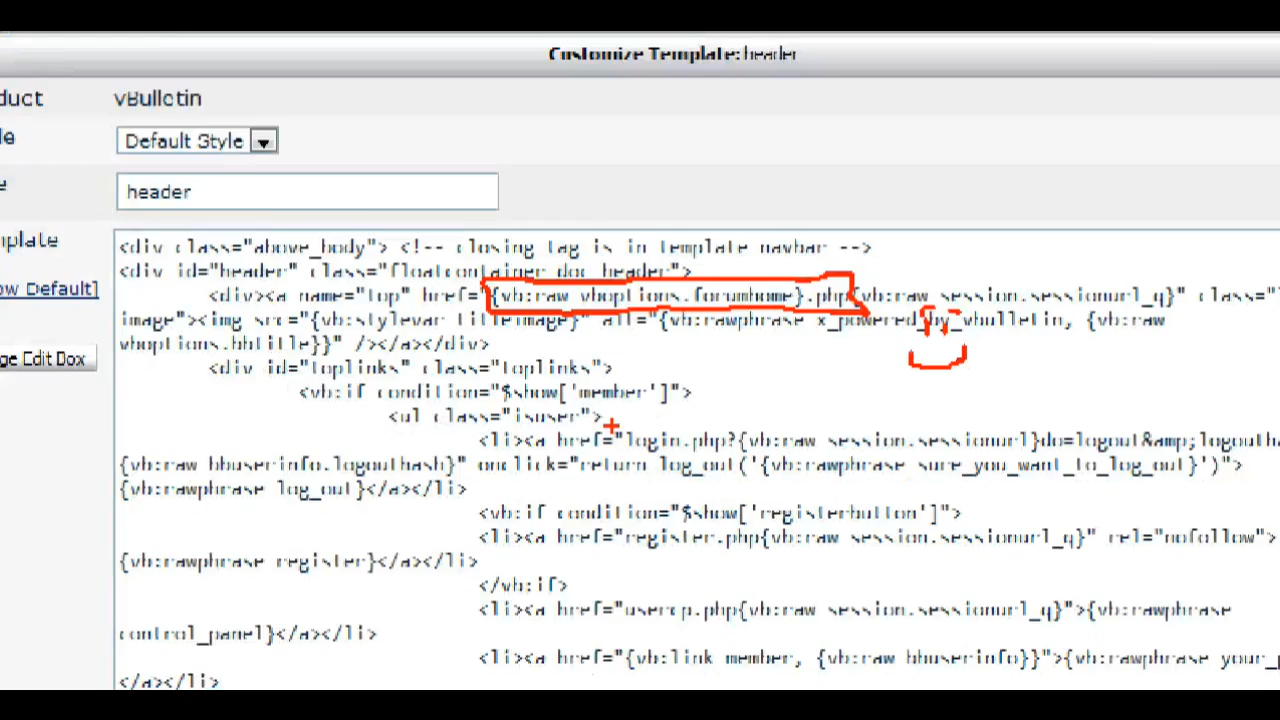 Customize Template: header
duct vBulletin
le Default Style
e header
mplate
ow Default]
ge Edit Box
<div class="above_body"> <!-- closing tag is in template navbar -->
<div id="header" class="floatcontainer doc_header">
<div><a name="top" href="{vb:raw vboptions.forumhome}.php{vb:raw session.sessionurl_q}" class="l
image"><img src="{vb:stylevar titleimage}" alt="{vb:rawphrase x_powered_by_vbulletin, {vb:raw
vboptions.bbtitle}}" /></a></div>
<div id="toplinks" class="toplinks">
<vb:if condition="$show['member']">
<ul class="isuser">
<li><a href="login.php?{vb:raw session.sessionurl}do=logout&amp;logoutha
{vb:raw bbuserinfo.logouthash}" onclick="return log_out('{vb:rawphrase sure_you_want_to_log_out}')">
{vb:rawphrase log_out}</a></li>
<vb:if condition="$show['registerbutton']">
<li><a href="register.php{vb:raw session.sessionurl_q}" rel="nofollow">
{vb:rawphrase register}</a></li>
</vb:if>
<li><a href="usercp.php{vb:raw session.sessionurl_q}">{vb:rawphrase
control_panel}</a></li>
<li><a href="{vb:link member, {vb:raw bbuserinfo}}">{vb:rawphrase your_p
</a></li>